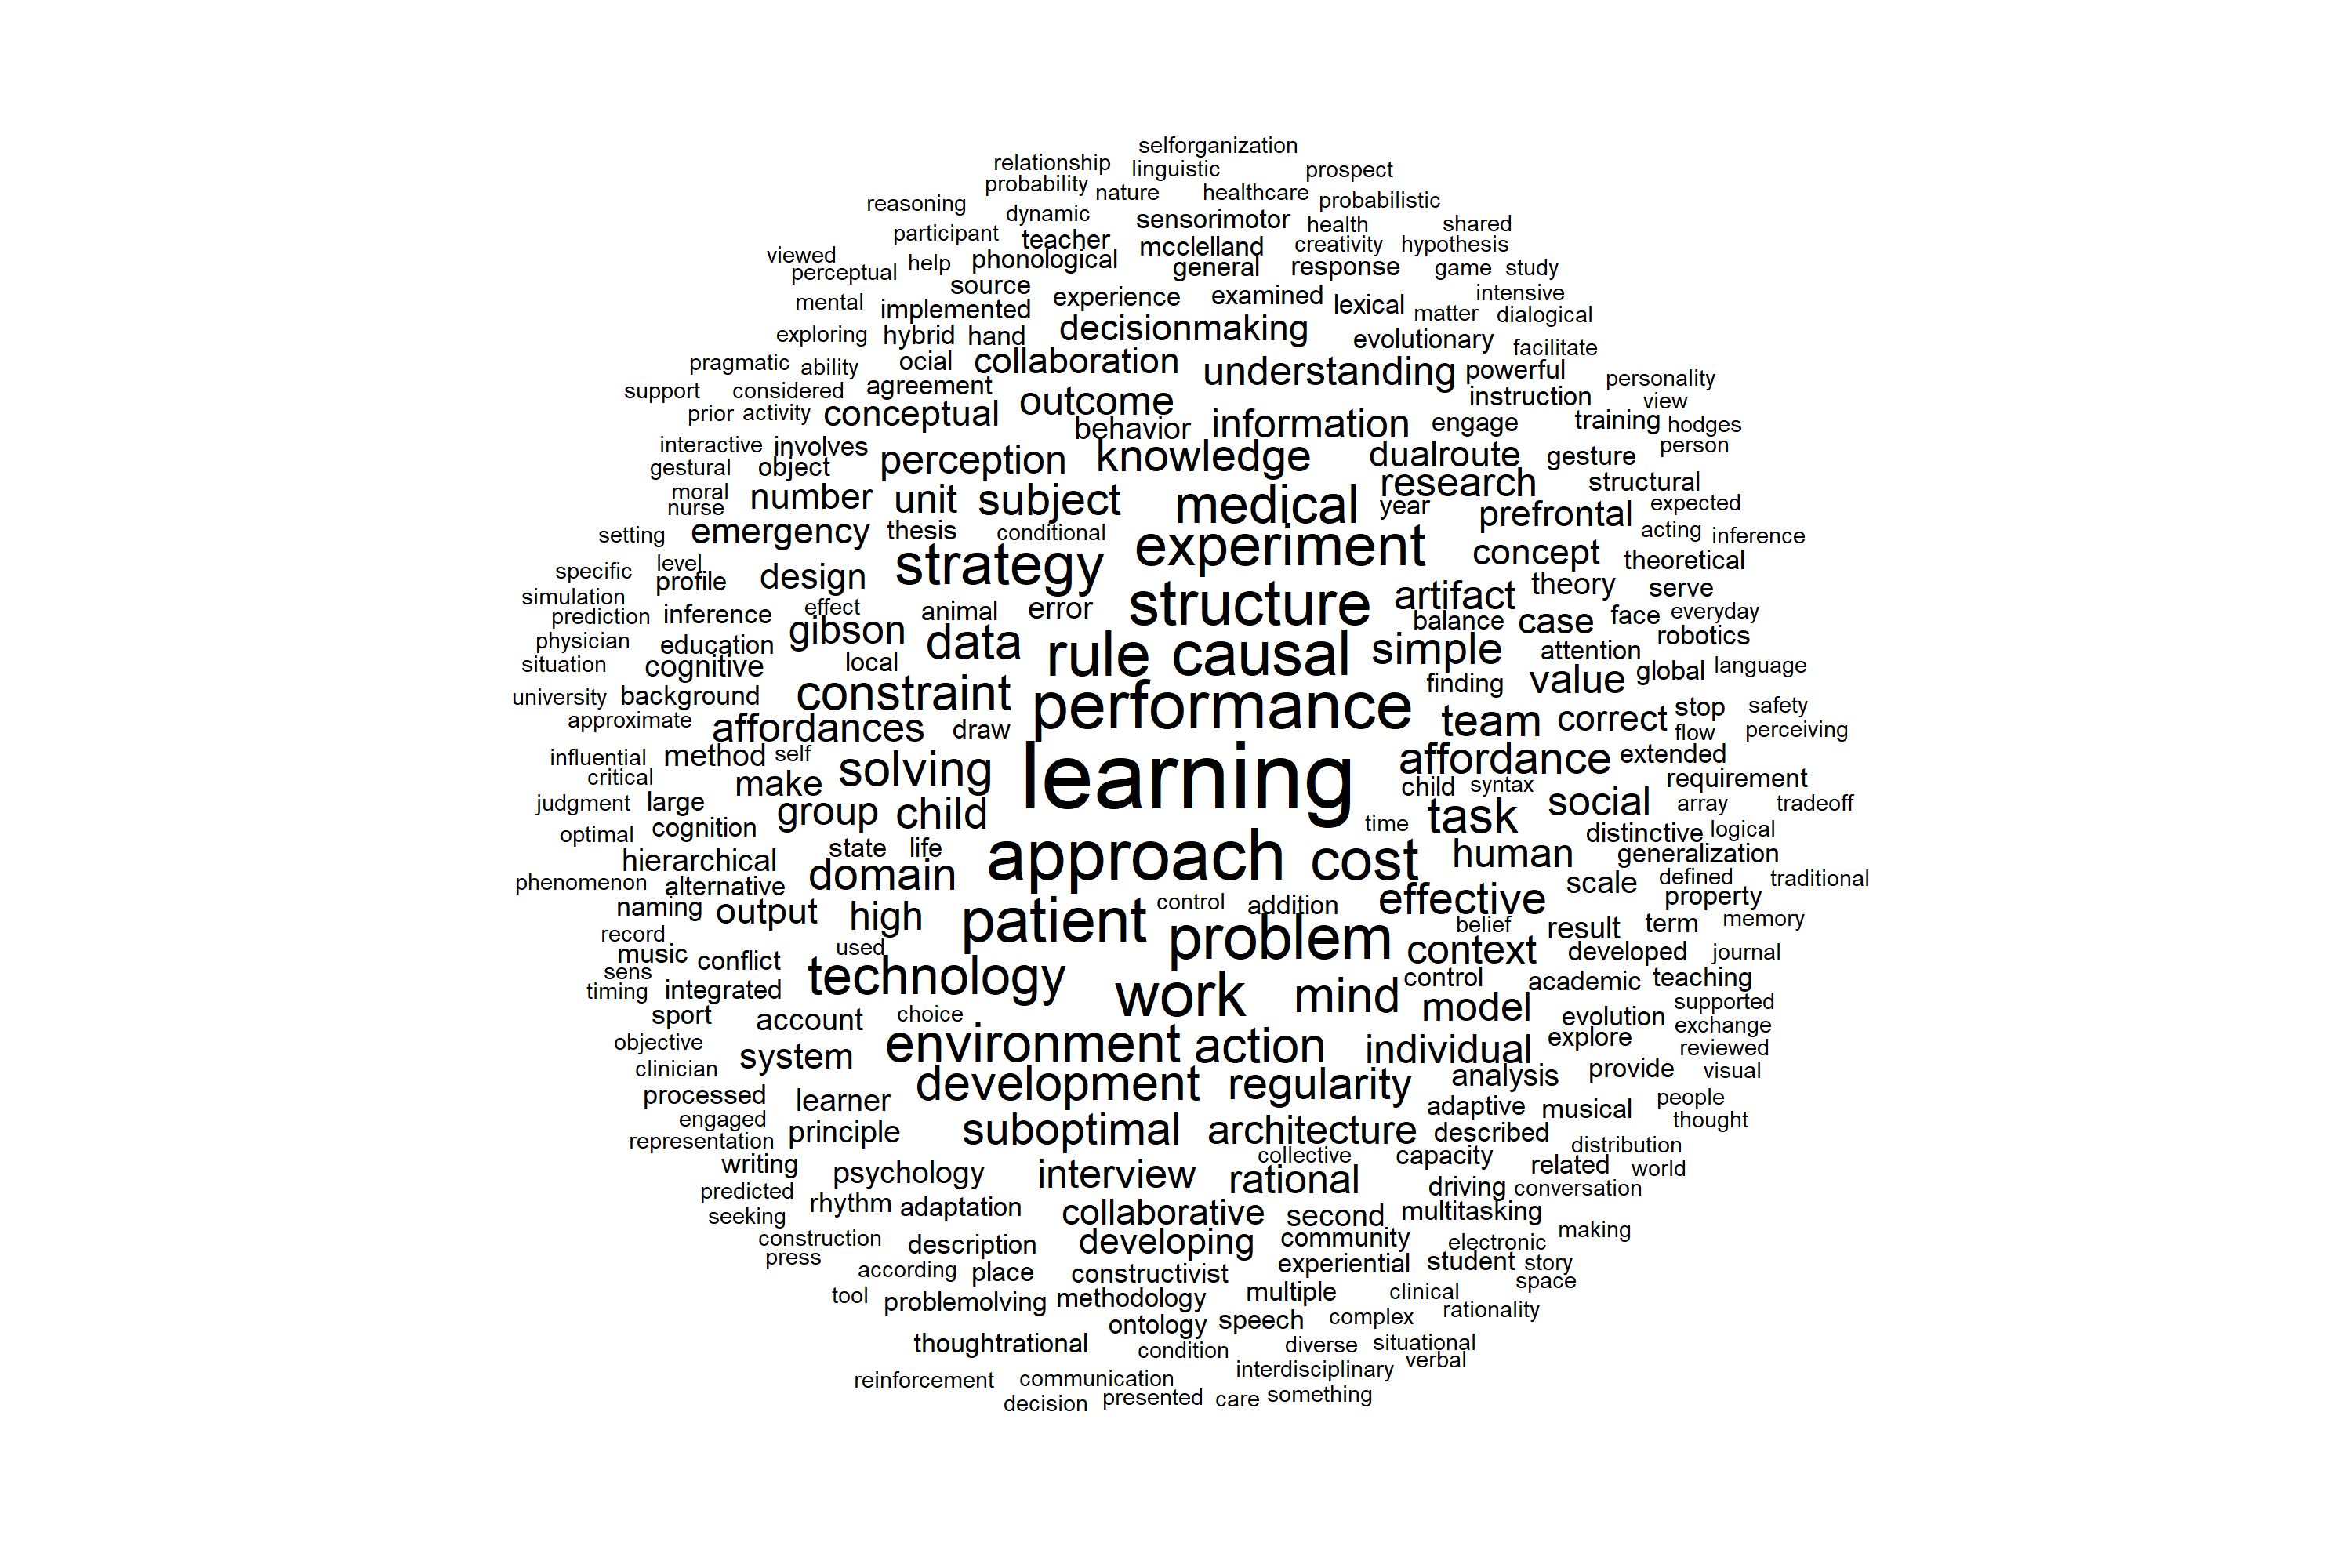 selforganization
relationship linguistic prospect
probability nature healthcare probabilistic
reasoning dynamic sensorimotor health shared
participant teacher mcclelland creativity hypothesis
viewed perceptual help phonological general response game study
mental source implemented experience examined lexical intensive
exploring hybrid hand decisionmaking evolutionary matter dialogical
pragmatic ability ocial collaboration understanding powerful facilitate
support considered agreement outcome instruction personality
prior activity conceptual behavior information engage training view hodges
interactive involves perception knowledge dualroute gesture person
gestural object number unit subject medical research structural
moral nurse emergency thesis conditional year prefrontal expected
setting strategy experiment concept acting inference
specific level profile design structure artifact theory theoretical
simulation prediction inference effect animal error balance case face serve everyday
physician education gibson data rule causal simple attention robotics
situation cognitive local finding value global language
university background constraint performance team correct stop safety
approximate affordances draw flow perceiving
influential method self solving learning affordance extended
critical make child syntax requirement
judgment large group child task social array tradeoff
optimal cognition time distinctive logical
hierarchical state life approach cost human generalization
phenomenon alternative domain scale defined traditional
naming output high patient control addition effective property
record used problem belief result term memory
music conflict context developed journal
sens timing integrated technology work mind control academic teaching
sport account choice model evolution supported exchange
objective system environment action individual explore reviewed
clinician development regularity analysis provide visual
processed learner adaptive musical people
engaged principle suboptimal architecture described thought
representation collective distribution
writing psychology interview rational capacity related world
predicted rhythm adaptation driving conversation
seeking collaborative second multitasking making
construction description developing community electronic
press according place constructivist experiential student story
tool problemolving methodology multiple clinical space
ontology speech complex rationality
thoughtrational condition diverse situational
reinforcement communication interdisciplinary verbal
decision presented care something